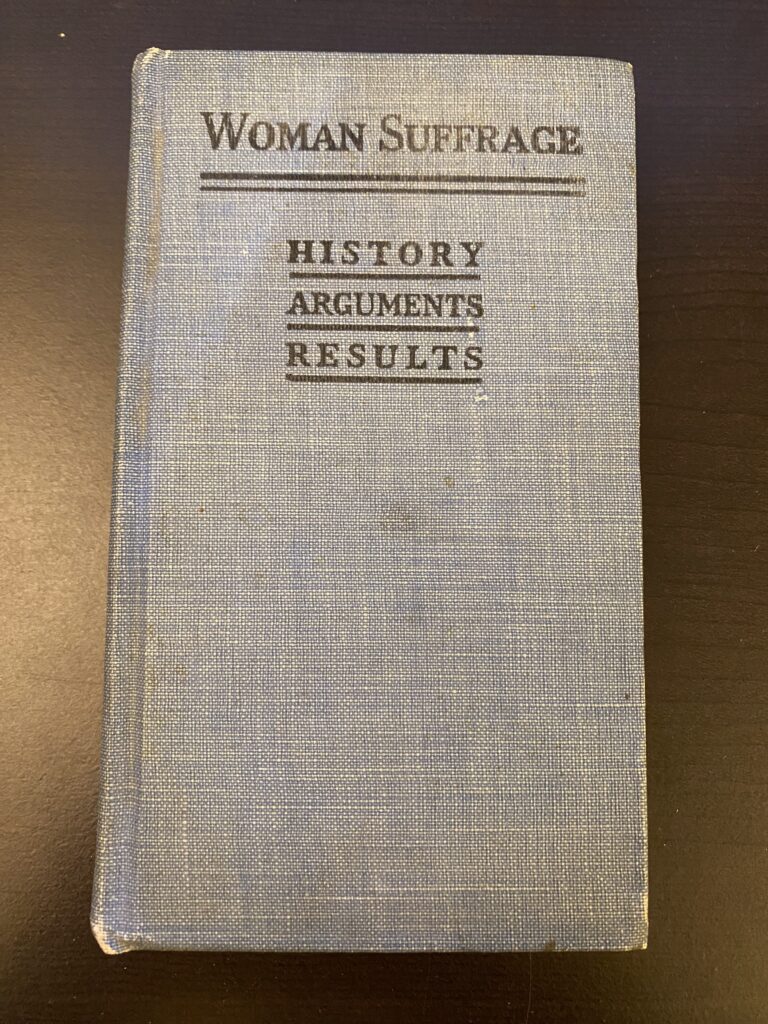 WOMAN SUFFRAGE
HISTORY
ARGUMENTS
RESULTS